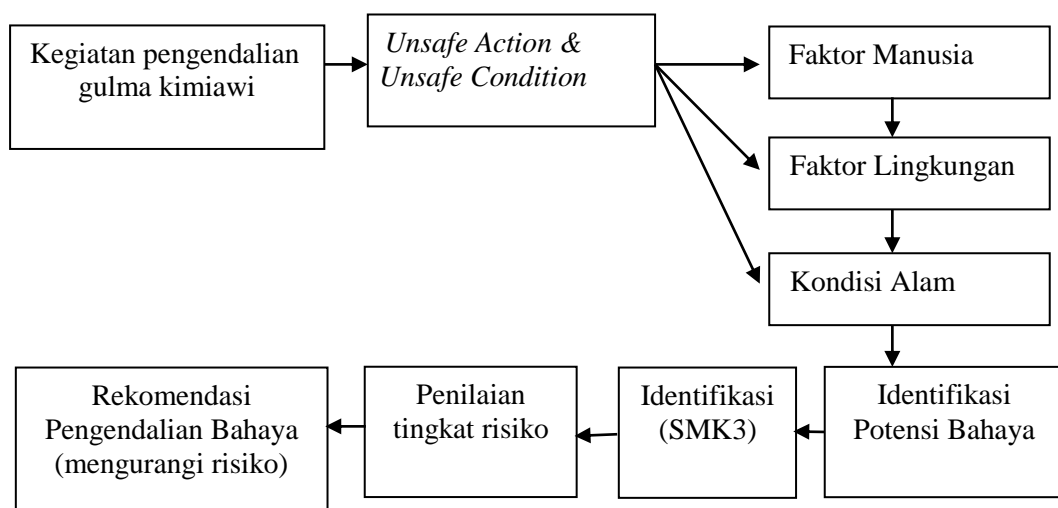 Kegiatan pengendalian
gulma kimiawi
Unsafe Action &
Unsafe Condition
Faktor Manusia
Faktor Lingkungan
Kondisi Alam
Identifikasi
Potensi Bahaya
Identifikasi
(SMK3)
Penilaian
tingkat risiko
Rekomendasi
Pengendalian Bahaya
(mengurangi risiko)